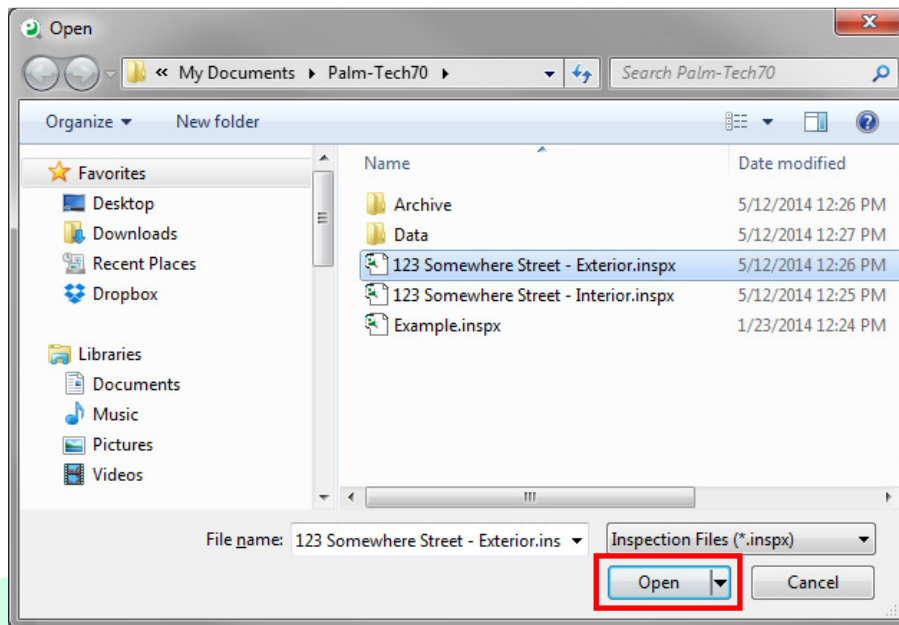 Open
« My Documents ▸ Palm-Tech70 ▸ Search Palm-Tech70
Organize New folder
Name Date modified
Favorites
Desktop
Downloads
Recent Places
Dropbox
Libraries
Documents
Music
Pictures
Videos
Archive 5/12/2014 12:26 PM
Data 5/12/2014 12:27 PM
123 Somewhere Street - Exterior.inspx 5/12/2014 12:26 PM
123 Somewhere Street - Interior.inspx 5/12/2014 12:25 PM
Example.inspx 1/23/2014 12:24 PM
File name: 123 Somewhere Street - Exterior.ins Inspection Files (*.inspx)
Open Cancel